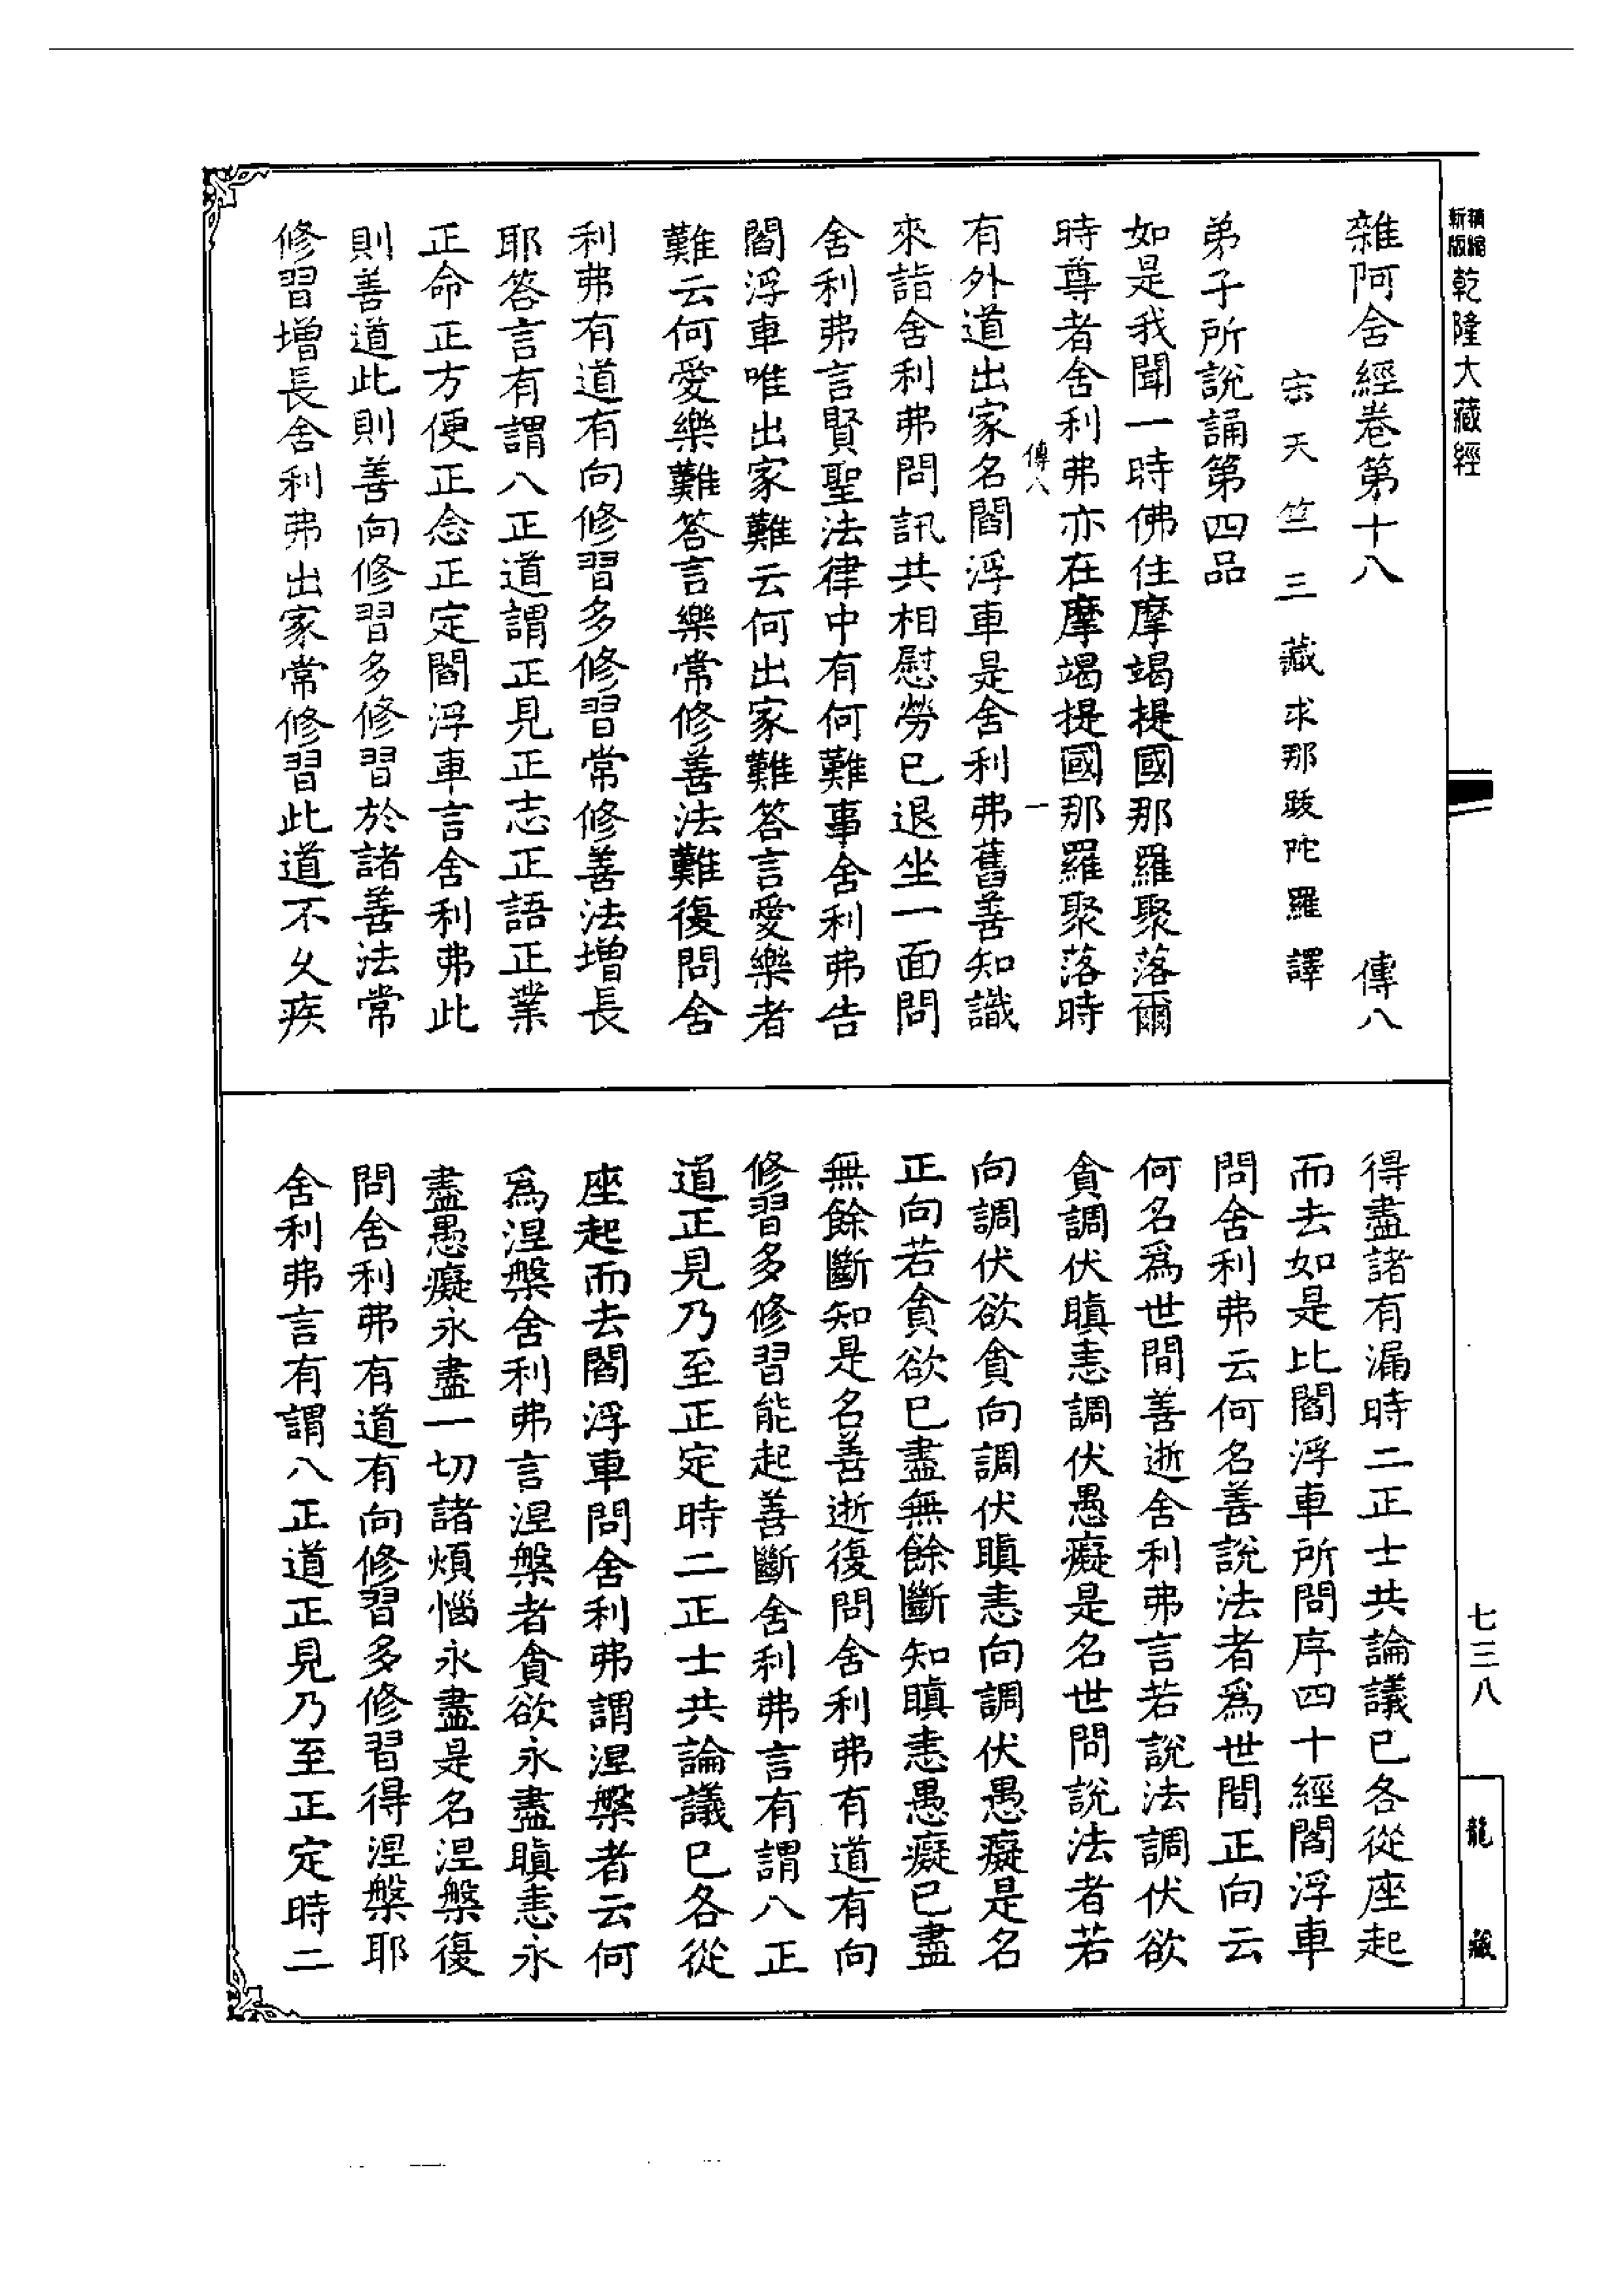 新版精縮乾隆大藏經
七三八
龍藏
雜阿含經卷第十八 傳八
宋天竺三藏求那跋陀羅譯
弟子所說誦第四品
如是我聞一時佛住摩竭提國那羅聚落爾
時尊者舍利弗亦在摩竭提國那羅聚落時
傳八 一
有外道出家名閻浮車是舍利弗舊善知識
來詣舍利弗問訊共相慰勞已退坐一面問
舍利弗言賢聖法律中有何難事舍利弗告
閻浮車唯出家難云何出家難答言愛樂者
難云何愛樂難答言樂常修善法難復問舍
利弗有道有向修習多修習常修善法增長
耶答言有謂八正道謂正見正志正語正業
正命正方便正念正定閻浮車言舍利弗此
則善道此則善向修習多修習於諸善法常
修習增長舍利弗出家常修習此道不久疾
得盡諸有漏時二正士共論議已各從座起
而去如是比閻浮車所問序四十經閻浮車
問舍利弗云何名善說法者為世間正向云
何名為世間善逝舍利弗言若說法調伏欲
貪調伏瞋恚調伏愚癡是名世間說法者若
向調伏欲貪向調伏瞋恚向調伏愚癡是名
正向若貪欲已盡無餘斷知瞋恚愚癡已盡
無餘斷知是名善逝復問舍利弗有道有向
修習多修習能起善斷舍利弗言有謂八正
道正見乃至正定時二正士共論議已各從
座起而去閻浮車問舍利弗謂涅槃者云何
為涅槃舍利弗言涅槃者貪欲永盡瞋恚永
盡愚癡永盡一切諸煩惱永盡是名涅槃復
問舍利弗有道有向修習多修習得涅槃耶
舍利弗言有謂八正道正見乃至正定時二